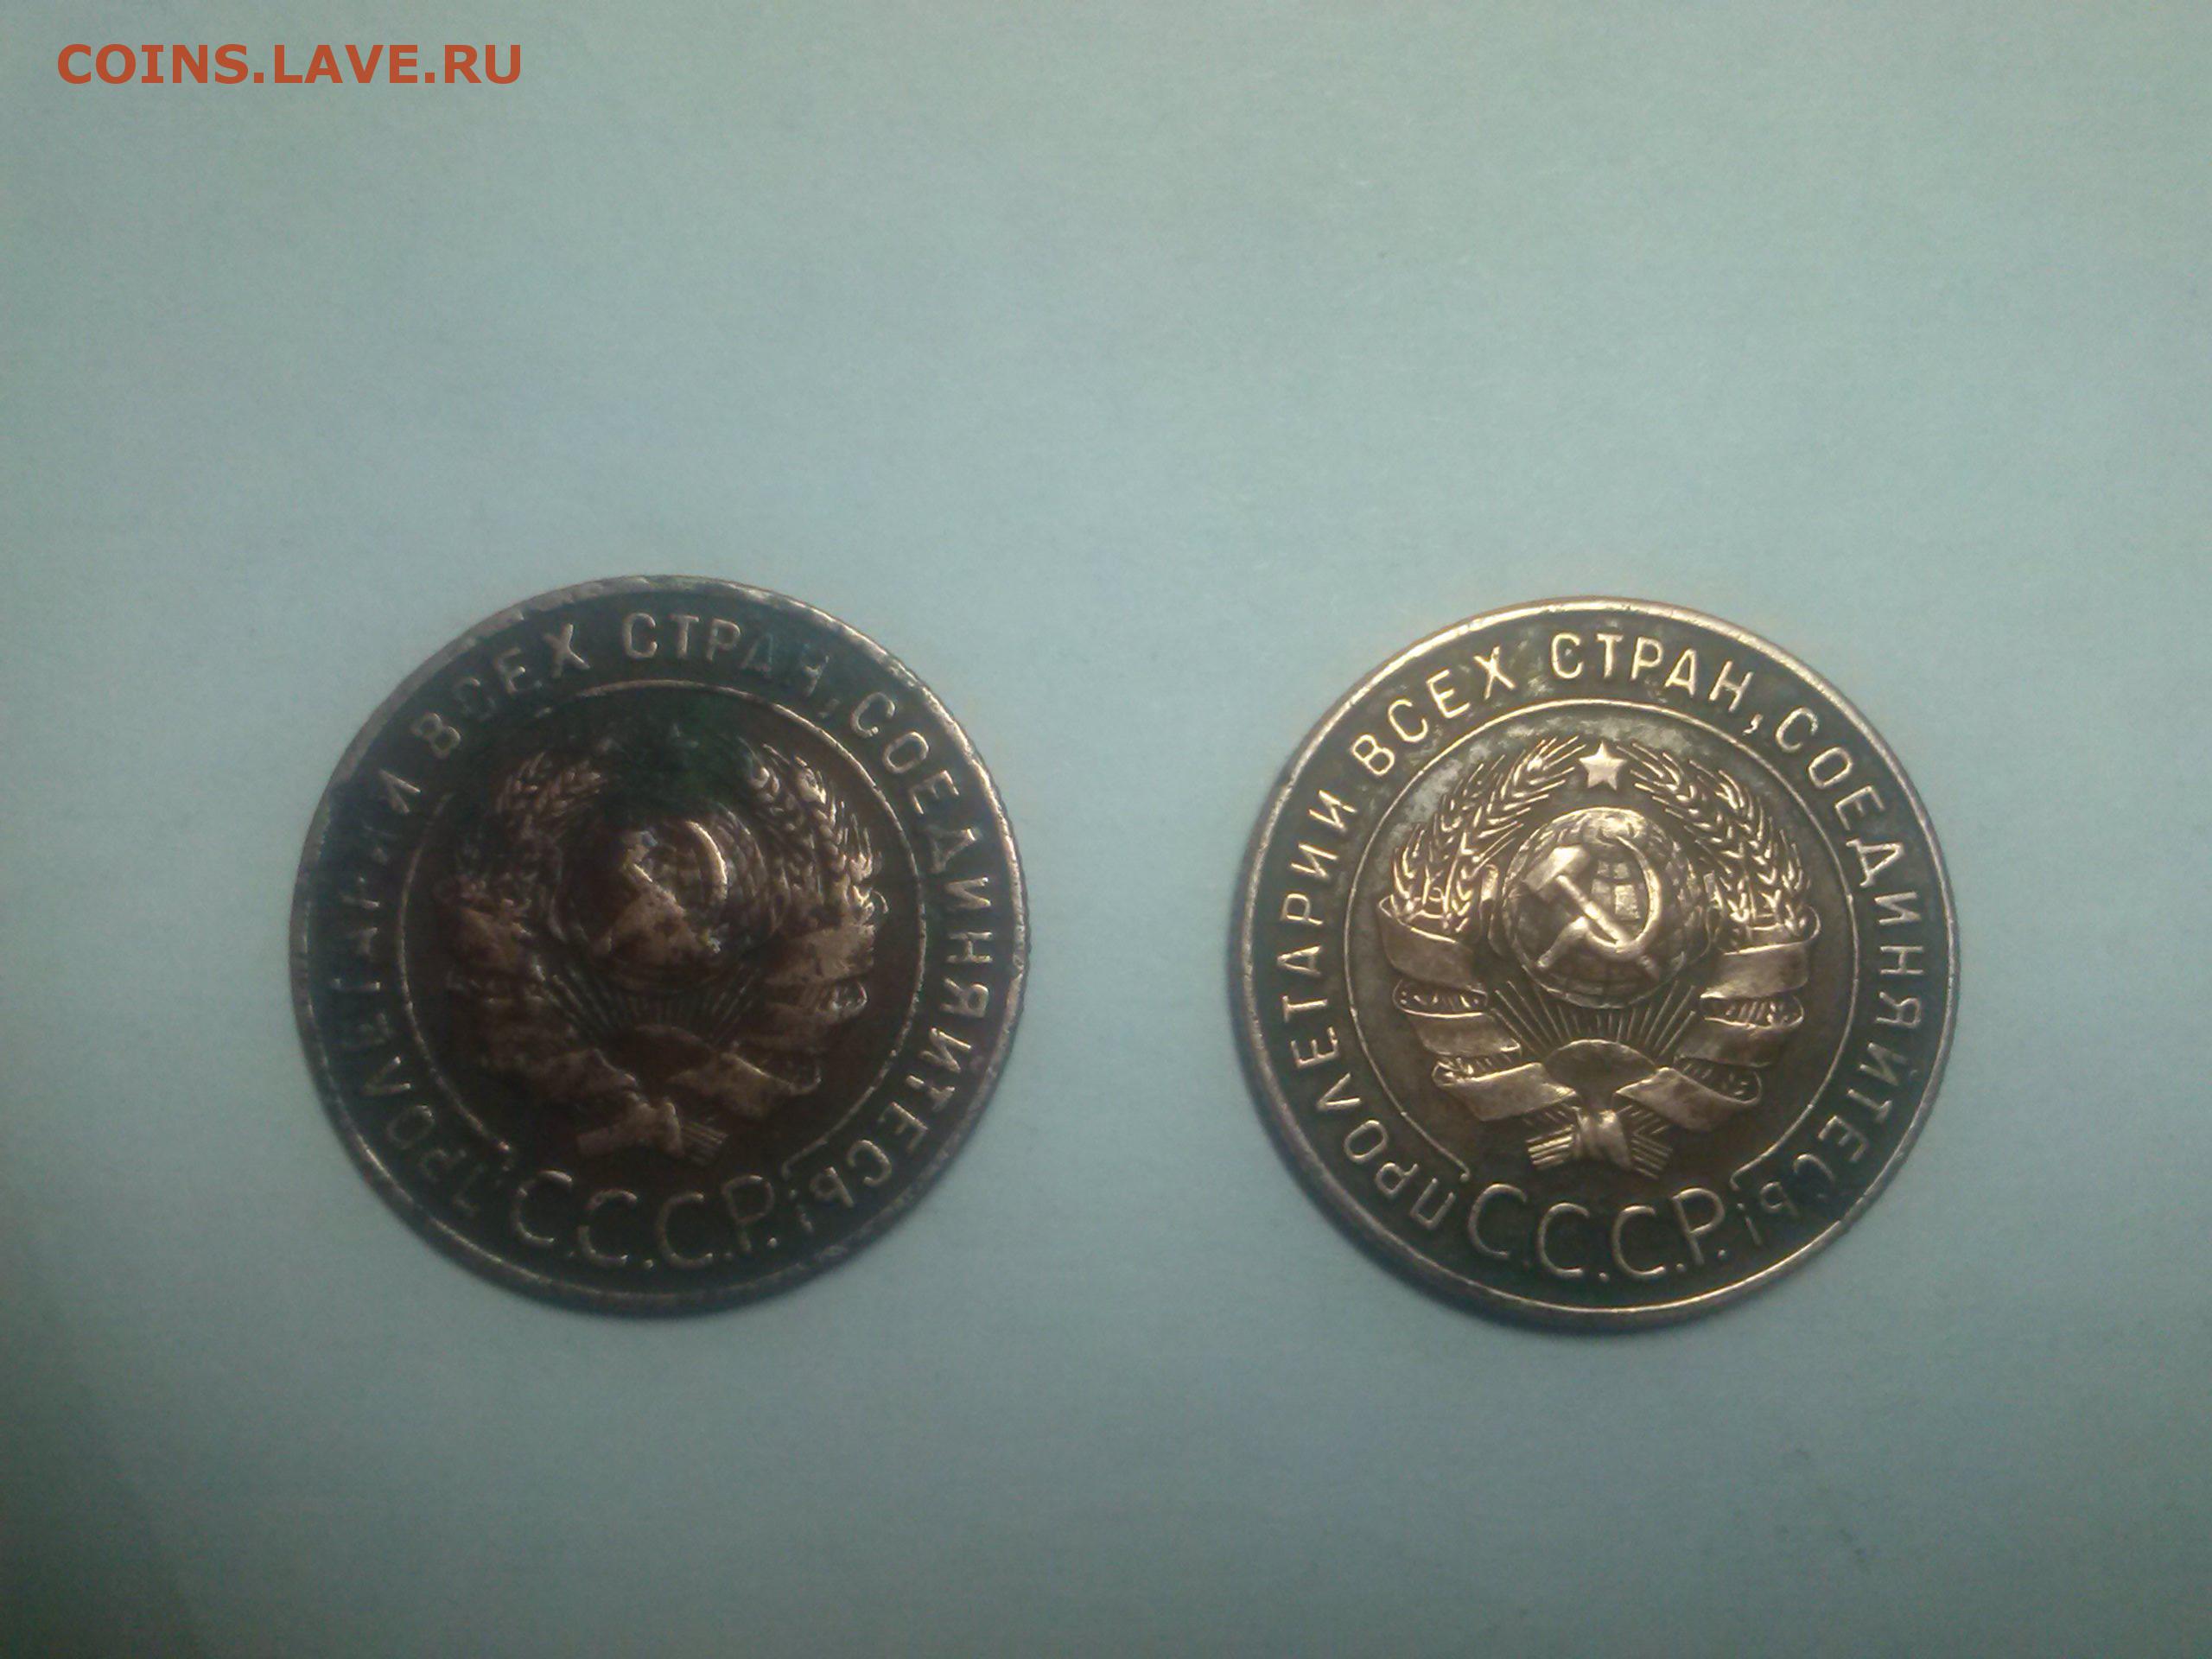 COINS.LAVE.RU
ПРОЛЕТАРИИ ВСЕХ СТРАН, СОЕДИНЯЙТЕСЬ!
С.С.С.Р.
ПРОЛЕТАРИИ ВСЕХ СТРАН, СОЕДИНЯЙТЕСЬ!
С.С.С.Р.